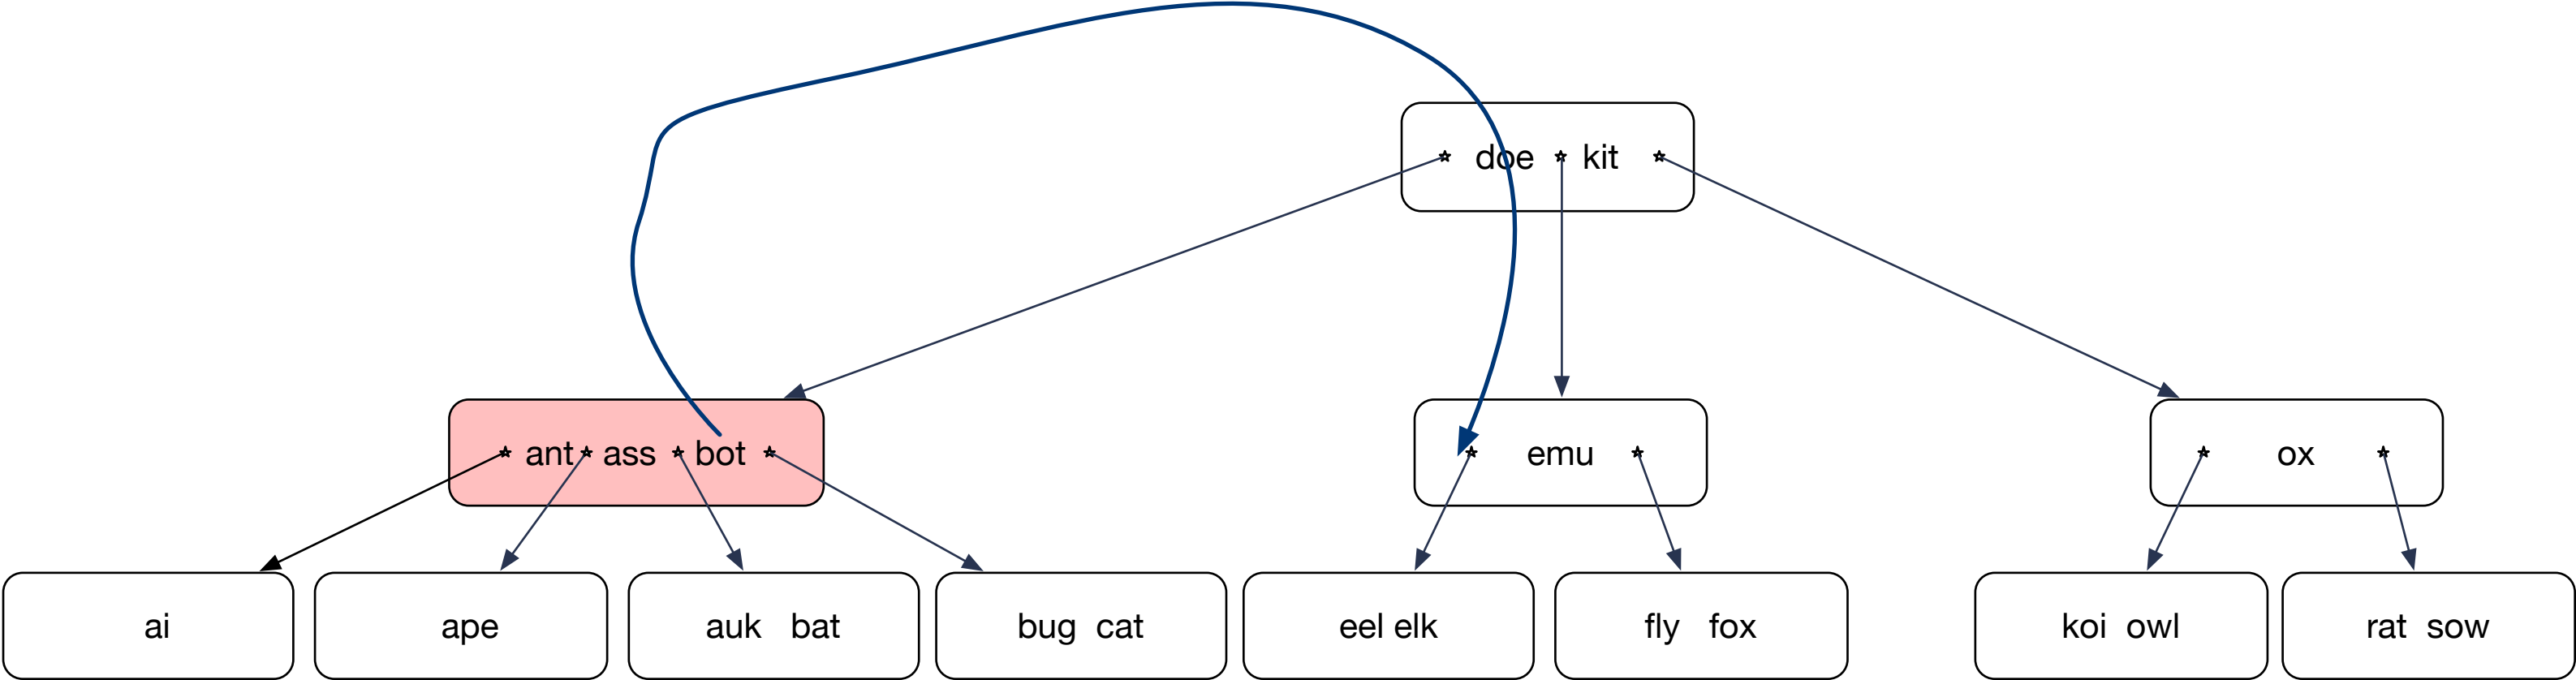 doe kit
ant ass bot
emu
ox
ai
ape
auk bat
bug cat
eel elk
fly fox
koi owl
rat sow